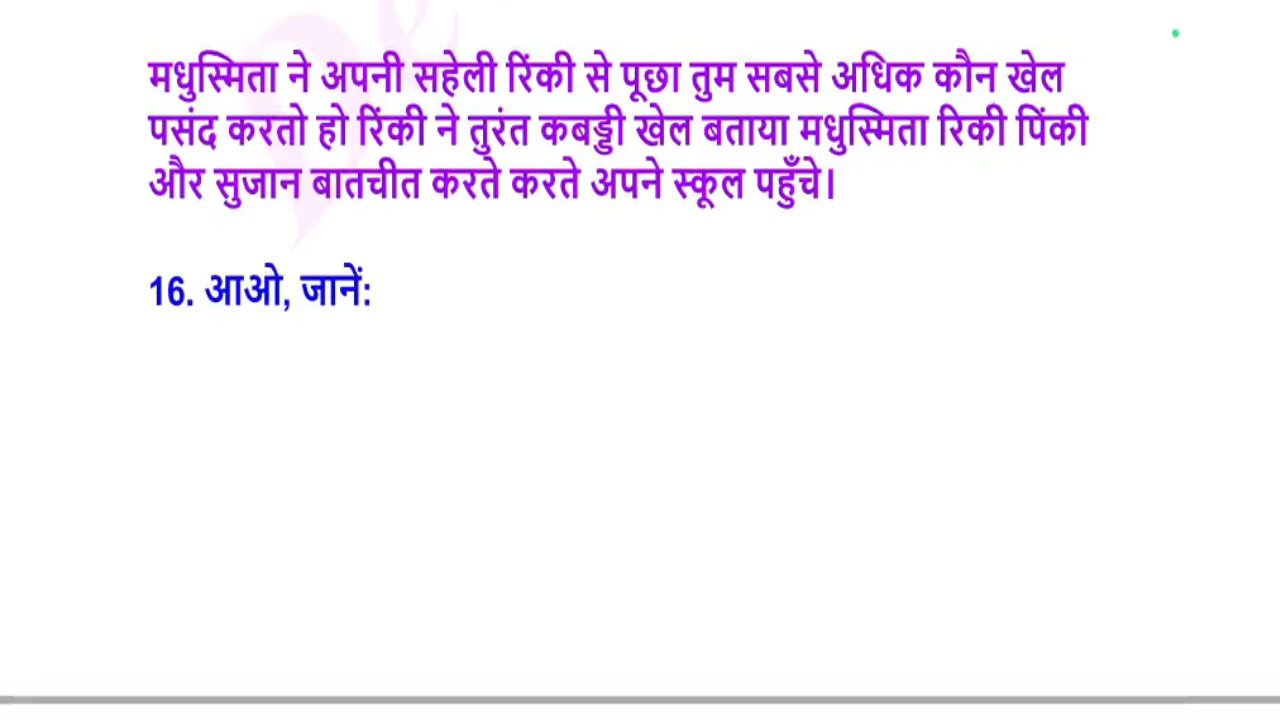 मधुस्मिता ने अपनी सहेली रिंकी से पूछा तुम सबसे अधिक कौन खेल
पसंद करतो हो रिंकी ने तुरंत कबड्डी खेल बताया मधुस्मिता रिकी पिंकी
और सुजान बातचीत करते करते अपने स्कूल पहुँचे।
16. आओ, जानें: